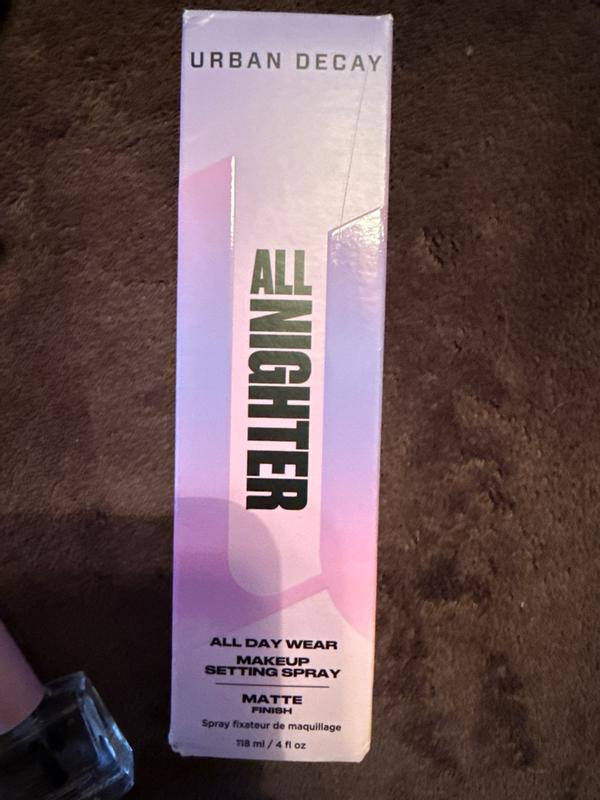 URBAN DECAY
ALL
NIGHTER
ALL DAY WEAR
MAKEUP
SETTING SPRAY
MATTE
FINISH
Spray fixateur de maquillage
118 ml / 4 fl oz